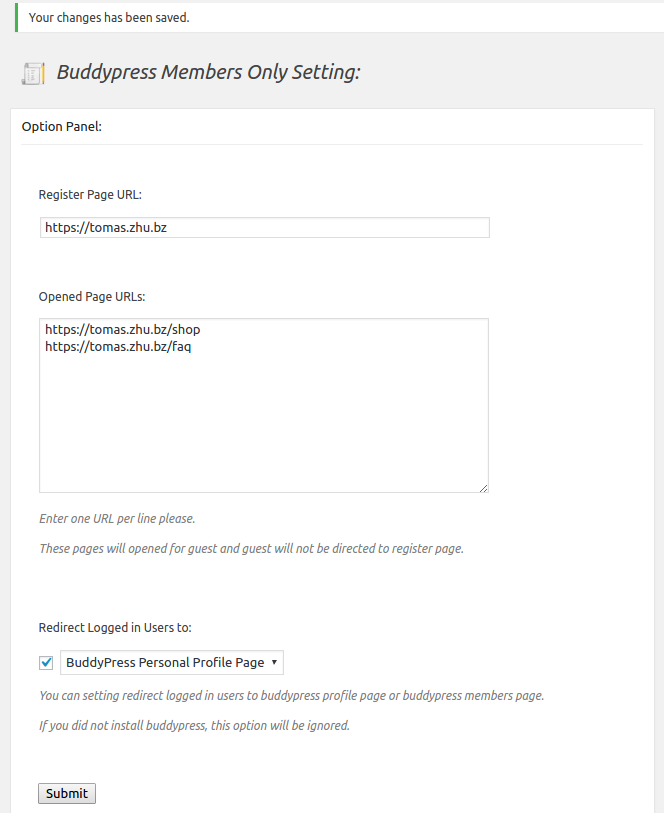 Your changes has been saved.
Buddypress Members Only Setting:
Option Panel:
Register Page URL:
https://tomas.zhu.bz
Opened Page URLs:
https://tomas.zhu.bz/shop
https://tomas.zhu.bz/faq
Enter one URL per line please.
These pages will opened for guest and guest will not be directed to register page.
Redirect Logged in Users to:
BuddyPress Personal Profile Page
You can setting redirect logged in users to buddypress profile page or buddypress members page.
If you did not install buddypress, this option will be ignored.
Submit